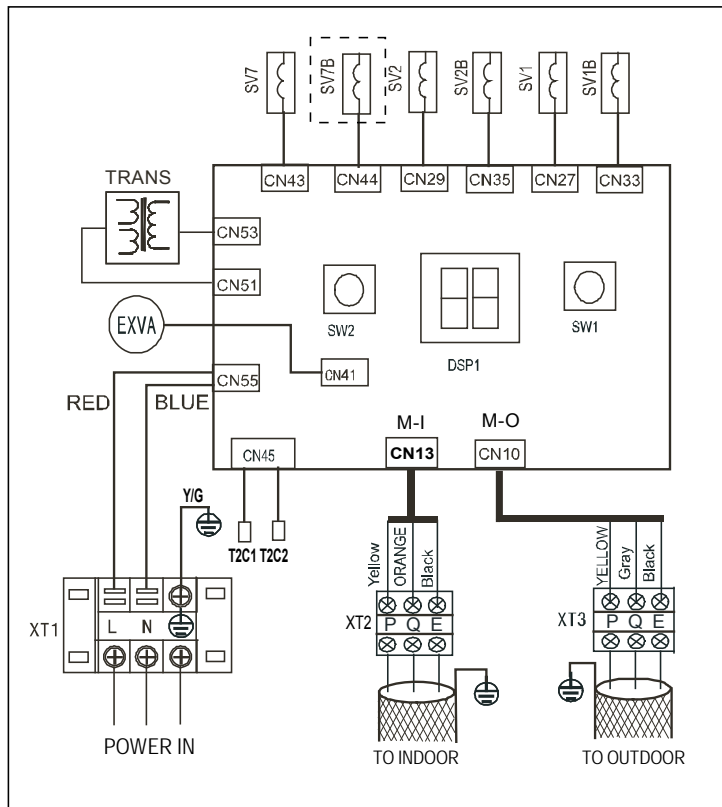 SV7 SV7B SV2 SV2B SV1 SV1B
CN43 CN44 CN29 CN35 CN27 CN33
TRANS
CN53
CN51
EXVA
SW2
DSP1
SW1
CN41
CN55
RED BLUE
M-I M-O
CN45 CN13 CN10
Y/G
T2C1 T2C2
Yellow ORANGE Black
YELLOW Gray Black
XT1 L N
XT2 P Q E
XT3 P Q E
POWER IN
TO INDOOR
TO OUTDOOR